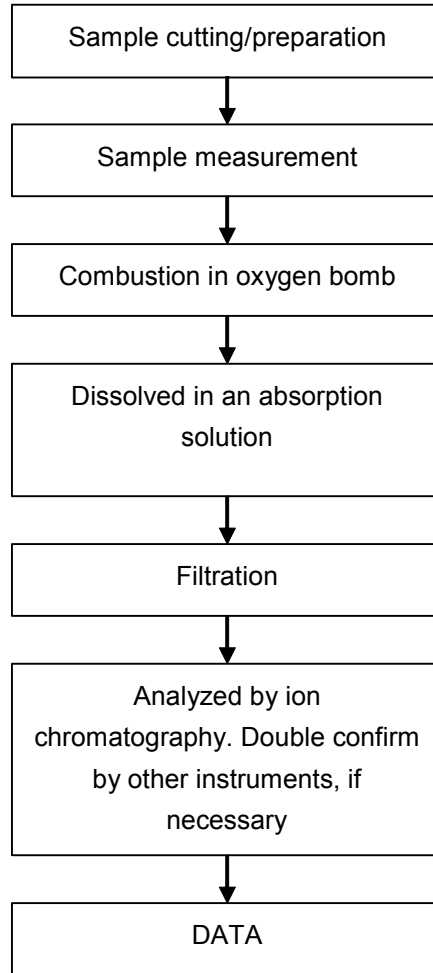 Sample cutting/preparation
Sample measurement
Combustion in oxygen bomb
Dissolved in an absorption
solution
Filtration
Analyzed by ion
chromatography. Double confirm
by other instruments, if
necessary
DATA